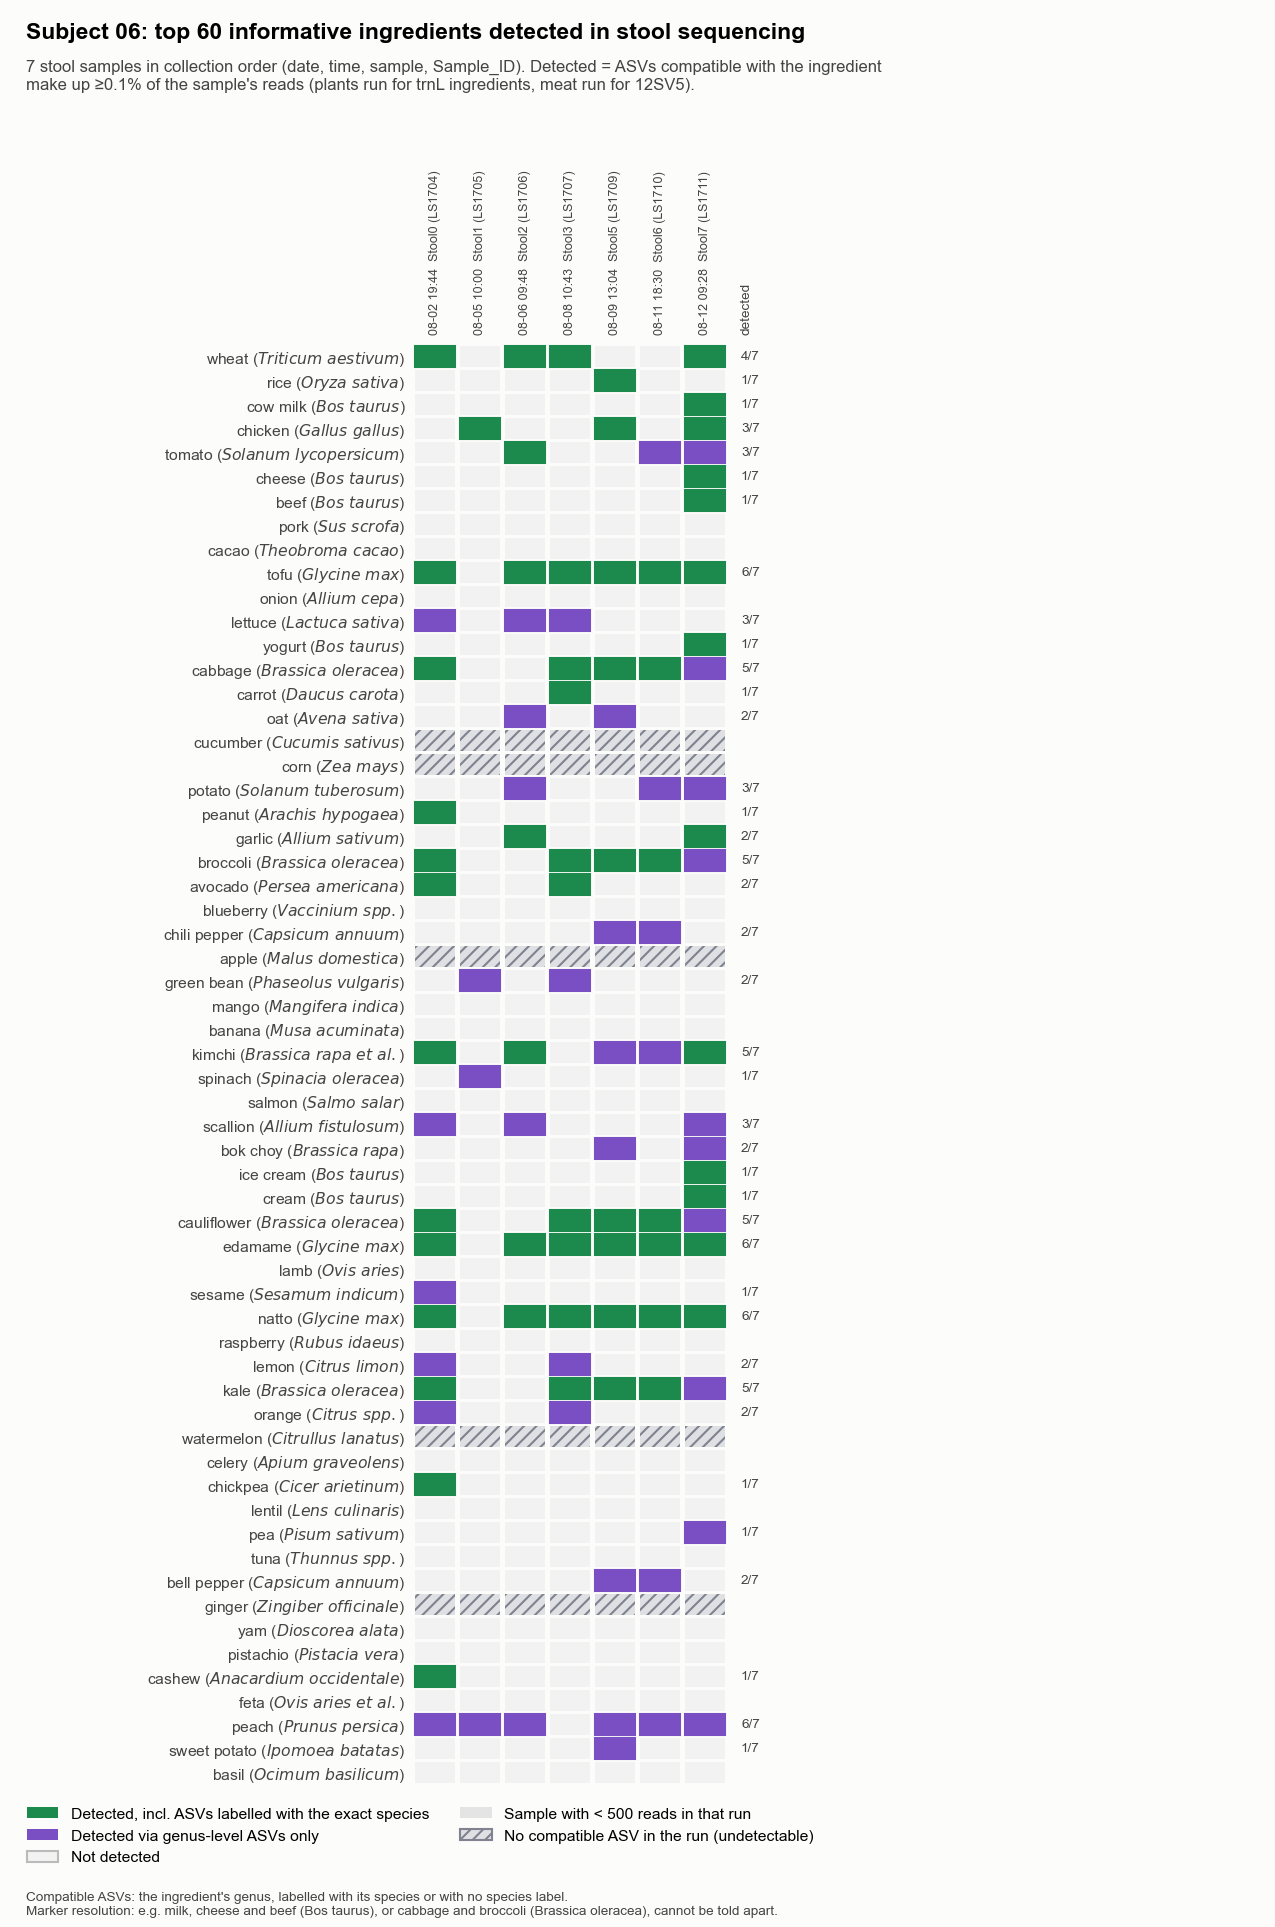 Subject 06: top 60 informative ingredients detected in stool sequencing
7 stool samples in collection order (date, time, sample, Sample_ID). Detected = ASVs compatible with the ingredient
make up ≥0.1% of the sample's reads (plants run for trnL ingredients, meat run for 12SV5).
08-02 19:44 Stool0 (LS1704)
08-05 10:00 Stool1 (LS1705)
08-06 09:48 Stool2 (LS1706)
08-08 10:43 Stool3 (LS1707)
08-09 13:04 Stool5 (LS1709)
08-11 18:30 Stool6 (LS1710)
08-12 09:28 Stool7 (LS1711)
detected
wheat (Triticum aestivum) 4/7
rice (Oryza sativa) 1/7
cow milk (Bos taurus) 1/7
chicken (Gallus gallus) 3/7
tomato (Solanum lycopersicum) 3/7
cheese (Bos taurus) 1/7
beef (Bos taurus) 1/7
pork (Sus scrofa)
cacao (Theobroma cacao)
tofu (Glycine max) 6/7
onion (Allium cepa)
lettuce (Lactuca sativa) 3/7
yogurt (Bos taurus) 1/7
cabbage (Brassica oleracea) 5/7
carrot (Daucus carota) 1/7
oat (Avena sativa) 2/7
cucumber (Cucumis sativus)
corn (Zea mays)
potato (Solanum tuberosum) 3/7
peanut (Arachis hypogaea) 1/7
garlic (Allium sativum) 2/7
broccoli (Brassica oleracea) 5/7
avocado (Persea americana) 2/7
blueberry (Vaccinium spp. )
chili pepper (Capsicum annuum) 2/7
apple (Malus domestica)
green bean (Phaseolus vulgaris) 2/7
mango (Mangifera indica)
banana (Musa acuminata)
kimchi (Brassica rapa et al. ) 5/7
spinach (Spinacia oleracea) 1/7
salmon (Salmo salar)
scallion (Allium fistulosum) 3/7
bok choy (Brassica rapa) 2/7
ice cream (Bos taurus) 1/7
cream (Bos taurus) 1/7
cauliflower (Brassica oleracea) 5/7
edamame (Glycine max) 6/7
lamb (Ovis aries)
sesame (Sesamum indicum) 1/7
natto (Glycine max) 6/7
raspberry (Rubus idaeus)
lemon (Citrus limon) 2/7
kale (Brassica oleracea) 5/7
orange (Citrus spp. ) 2/7
watermelon (Citrullus lanatus)
celery (Apium graveolens)
chickpea (Cicer arietinum) 1/7
lentil (Lens culinaris)
pea (Pisum sativum) 1/7
tuna (Thunnus spp. )
bell pepper (Capsicum annuum) 2/7
ginger (Zingiber officinale)
yam (Dioscorea alata)
pistachio (Pistacia vera)
cashew (Anacardium occidentale) 1/7
feta (Ovis aries et al. )
peach (Prunus persica) 6/7
sweet potato (Ipomoea batatas) 1/7
basil (Ocimum basilicum)
Detected, incl. ASVs labelled with the exact species
Detected via genus-level ASVs only
Not detected
Sample with < 500 reads in that run
No compatible ASV in the run (undetectable)
Compatible ASVs: the ingredient's genus, labelled with its species or with no species label.
Marker resolution: e.g. milk, cheese and beef (Bos taurus), or cabbage and broccoli (Brassica oleracea), cannot be told apart.